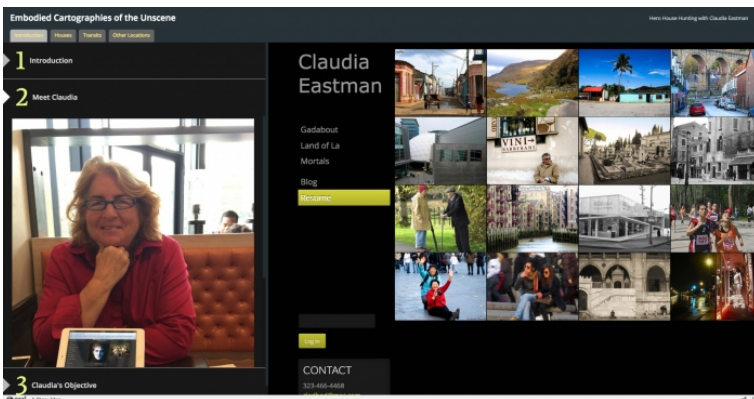 Embodied Cartographies of the Unscene
Hero House Hunting with Claudia Eastman
Introduction
Houses
Transits
Other Locations
1 Introduction
2 Meet Claudia
3 Claudia's Objective
Claudia
Eastman
Gadabout
Land of La
Mortals
Blog
Resume
Log In
CONTACT
323-466-4468
VINI